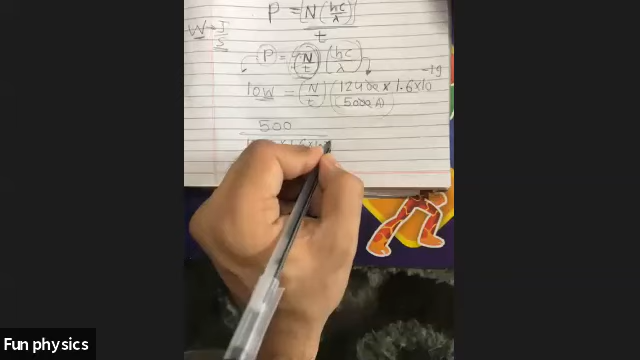 P = N (hc/λ) / t
W → J/S
P = (N/t) (hc/λ)
10W = (N/t) (12400 × 1.6×10^-19 / 5000 Å)
500
Fun physics